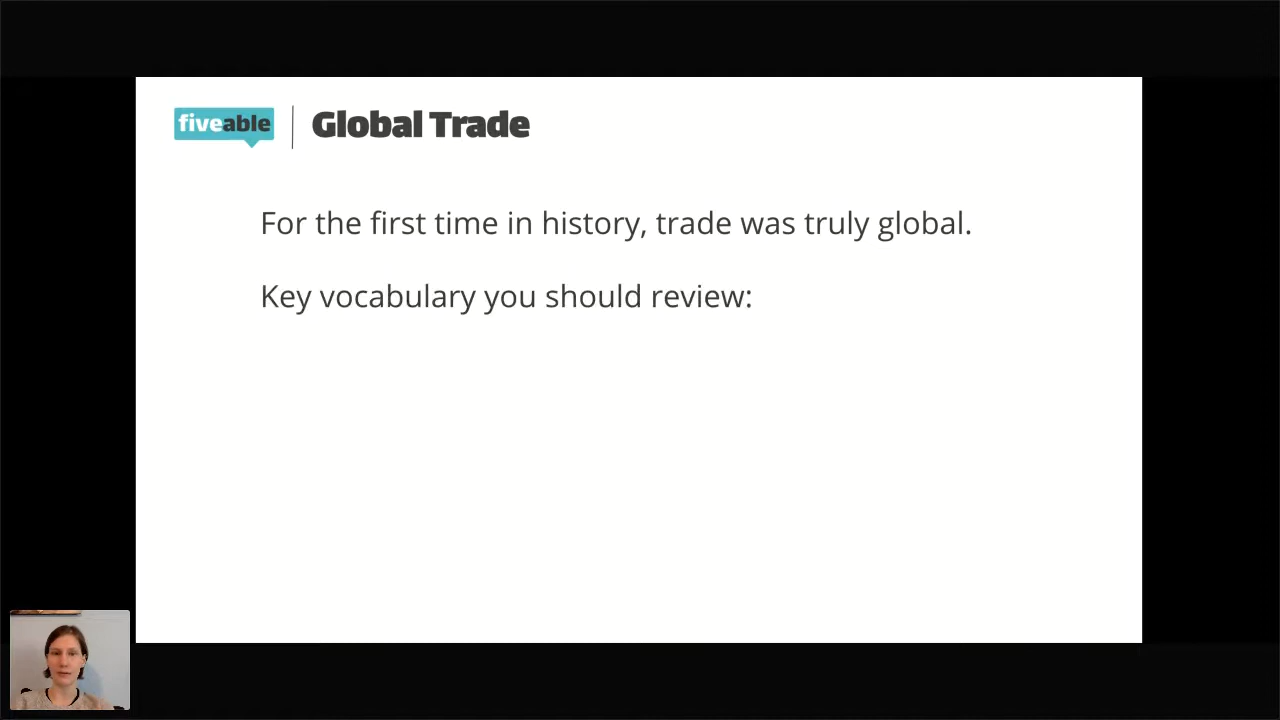 fiveable
Global Trade
For the first time in history, trade was truly global.
Key vocabulary you should review: